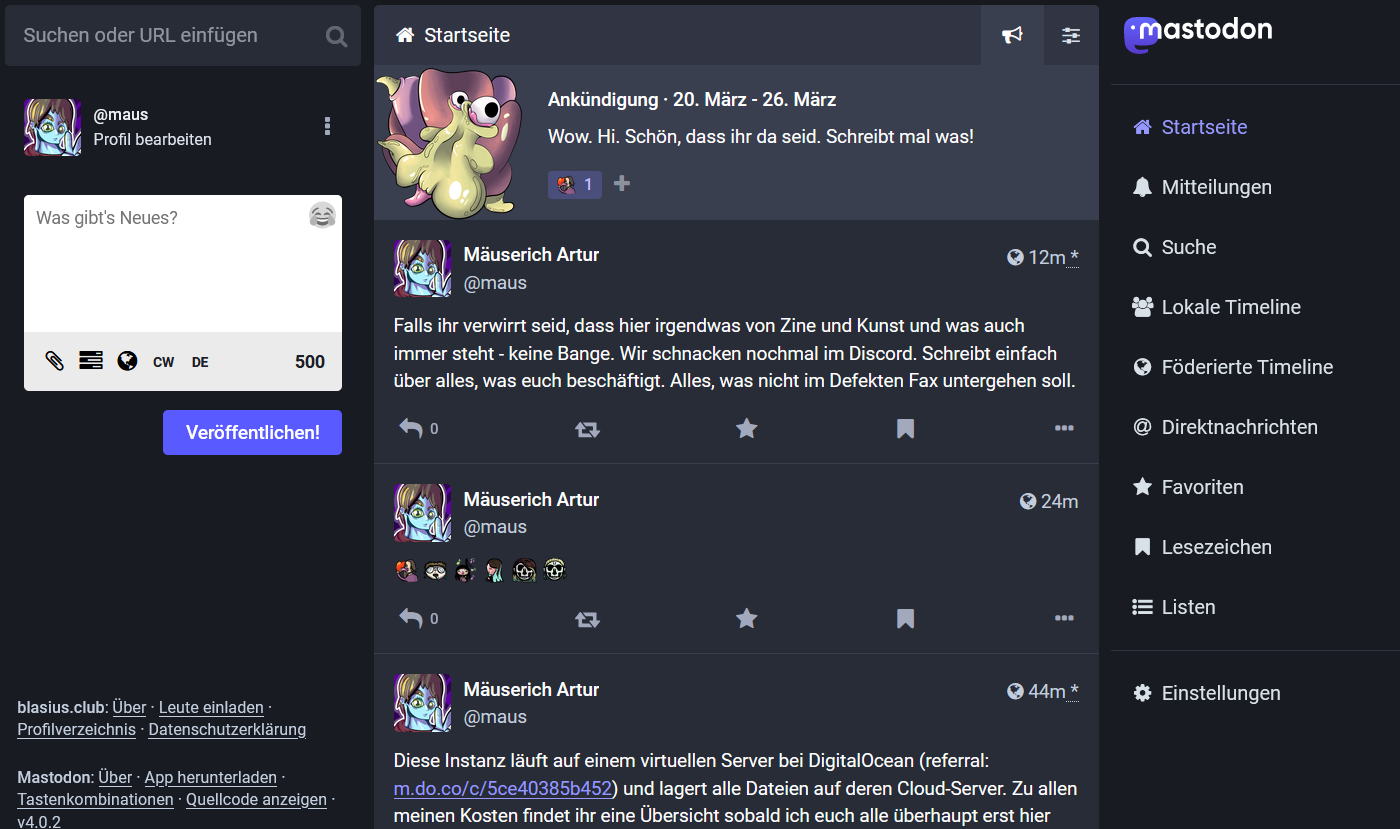 Suchen oder URL einfügen
@maus
Profil bearbeiten
Was gibt's Neues?
CW DE 500
Veröffentlichen!
blasius.club: Über · Leute einladen ·
Profilverzeichnis · Datenschutzerklärung
Mastodon: Über · App herunterladen ·
Tastenkombinationen · Quellcode anzeigen ·
v4.0.2
Startseite
Ankündigung · 20. März - 26. März
Wow. Hi. Schön, dass ihr da seid. Schreibt mal was!
1
Mäuserich Artur
12m *
@maus
Falls ihr verwirrt seid, dass hier irgendwas von Zine und Kunst und was auch
immer steht - keine Bange. Wir schnacken nochmal im Discord. Schreibt einfach
über alles, was euch beschäftigt. Alles, was nicht im Defekten Fax untergehen soll.
0
Mäuserich Artur
24m
@maus
0
Mäuserich Artur
44m *
@maus
Diese Instanz läuft auf einem virtuellen Server bei DigitalOcean (referral:
m.do.co/c/5ce40385b452) und lagert alle Dateien auf deren Cloud-Server. Zu allen
meinen Kosten findet ihr eine Übersicht sobald ich euch alle überhaupt erst hier
mastodon
Startseite
Mitteilungen
Suche
Lokale Timeline
Föderierte Timeline
Direktnachrichten
Favoriten
Lesezeichen
Listen
Einstellungen